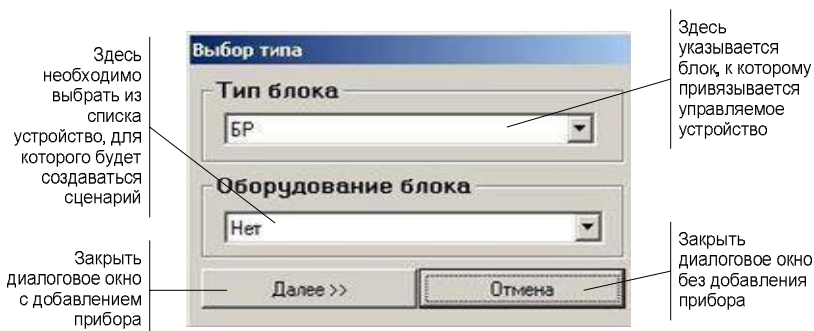 Здесь
необходимо
выбрать из
списка
устройство, для
которого будет
создаваться
сценарий
Закрыть
диалоговое окно
с добавлением
прибора
Выбор типа
Тип блока
БР
Оборудование блока
Нет
Далее >>
Отмена
Здесь
указывается
блок, к которому
привязывается
управляемое
устройство
Закрыть
диалоговое окно
без добавления
прибора